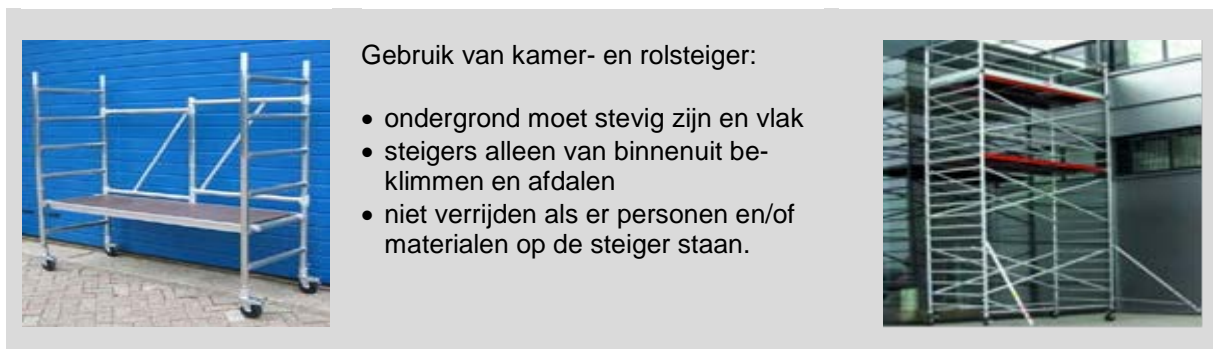 Gebruik van kamer- en rolsteiger:
• ondergrond moet stevig zijn en vlak
• steigers alleen van binnenuit be-
klimmen en afdalen
• niet verrijden als er personen en/of
materialen op de steiger staan.